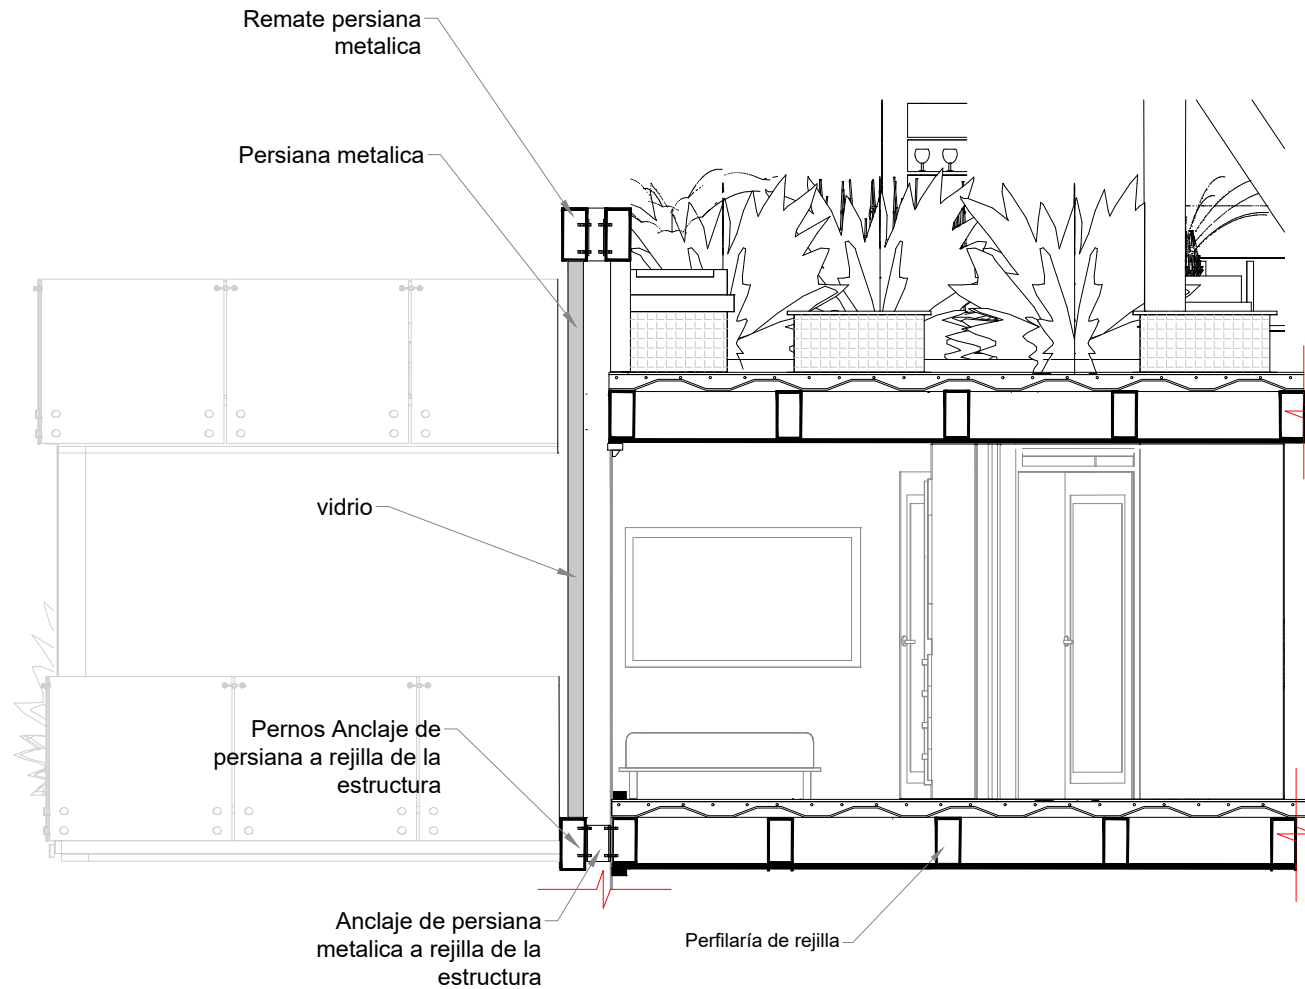 Remate persiana
metalica
Persiana metalica
vidrio
Pernos Anclaje de
persiana a rejilla de la
estructura
Anclaje de persiana
metalica a rejilla de la
estructura
Perfilaría de rejilla